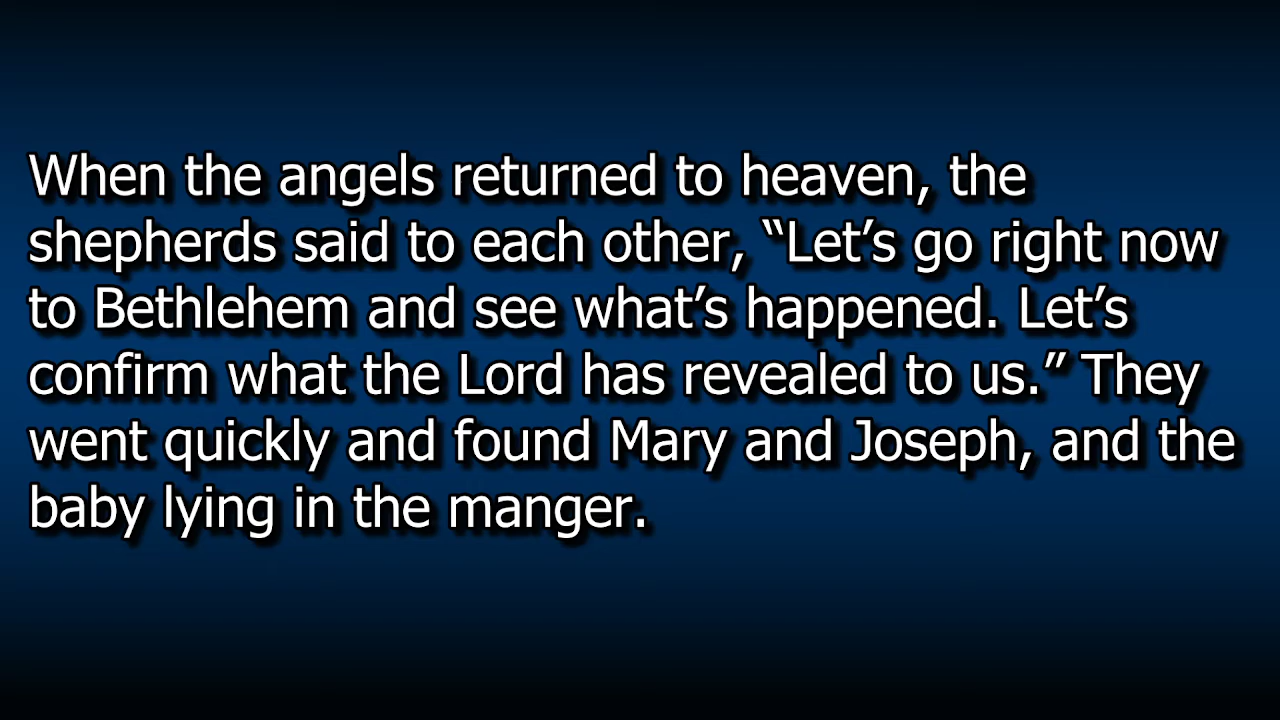 When the angels returned to heaven, the
shepherds said to each other, “Let’s go right now
to Bethlehem and see what’s happened. Let’s
confirm what the Lord has revealed to us.” They
went quickly and found Mary and Joseph, and the
baby lying in the manger.